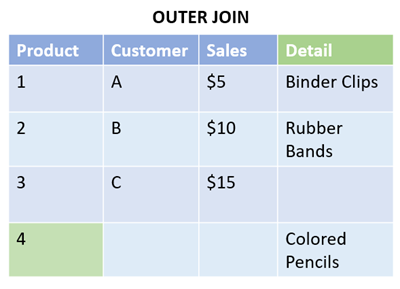 OUTER JOIN
Product Customer Sales Detail
1 A $5 Binder Clips
2 B $10 Rubber
Bands
3 C $15
4 Colored
Pencils